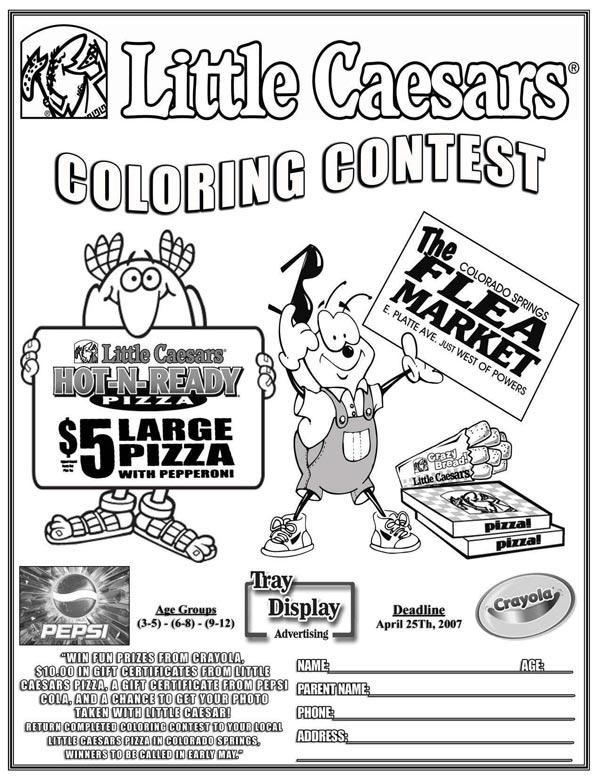 Little Caesars®
COLORING CONTEST
The
COLORADO SPRINGS
FLEA
MARKET
E. PLATTE AVE. JUST WEST OF POWERS
Little Caesars
HOT-N-READY
PIZZA
$5 LARGE
PIZZA
WITH PEPPERONI
Crazy
Bread!
Little Caesars
pizza!
pizza!
PEPSI
Age Groups
(3-5) - (6-8) - (9-12)
Tray
Display
Advertising
Deadline
April 25Th, 2007
Crayola
"WIN FUN PRIZES FROM CRAYOLA,
$10.00 IN GIFT CERTIFICATES FROM LITTLE
CAESARS PIZZA, A GIFT CERTIFICATE FROM PEPSI
COLA, AND A CHANCE TO GET YOUR PHOTO
TAKEN WITH LITTLE CAESAR!
RETURN COMPLETED COLORING CONTEST TO YOUR LOCAL
LITTLE CAESARS PIZZA IN COLORADO SPRINGS.
WINNERS TO BE CALLED IN EARLY MAY."
NAME: AGE:
PARENT NAME:
PHONE:
ADDRESS: